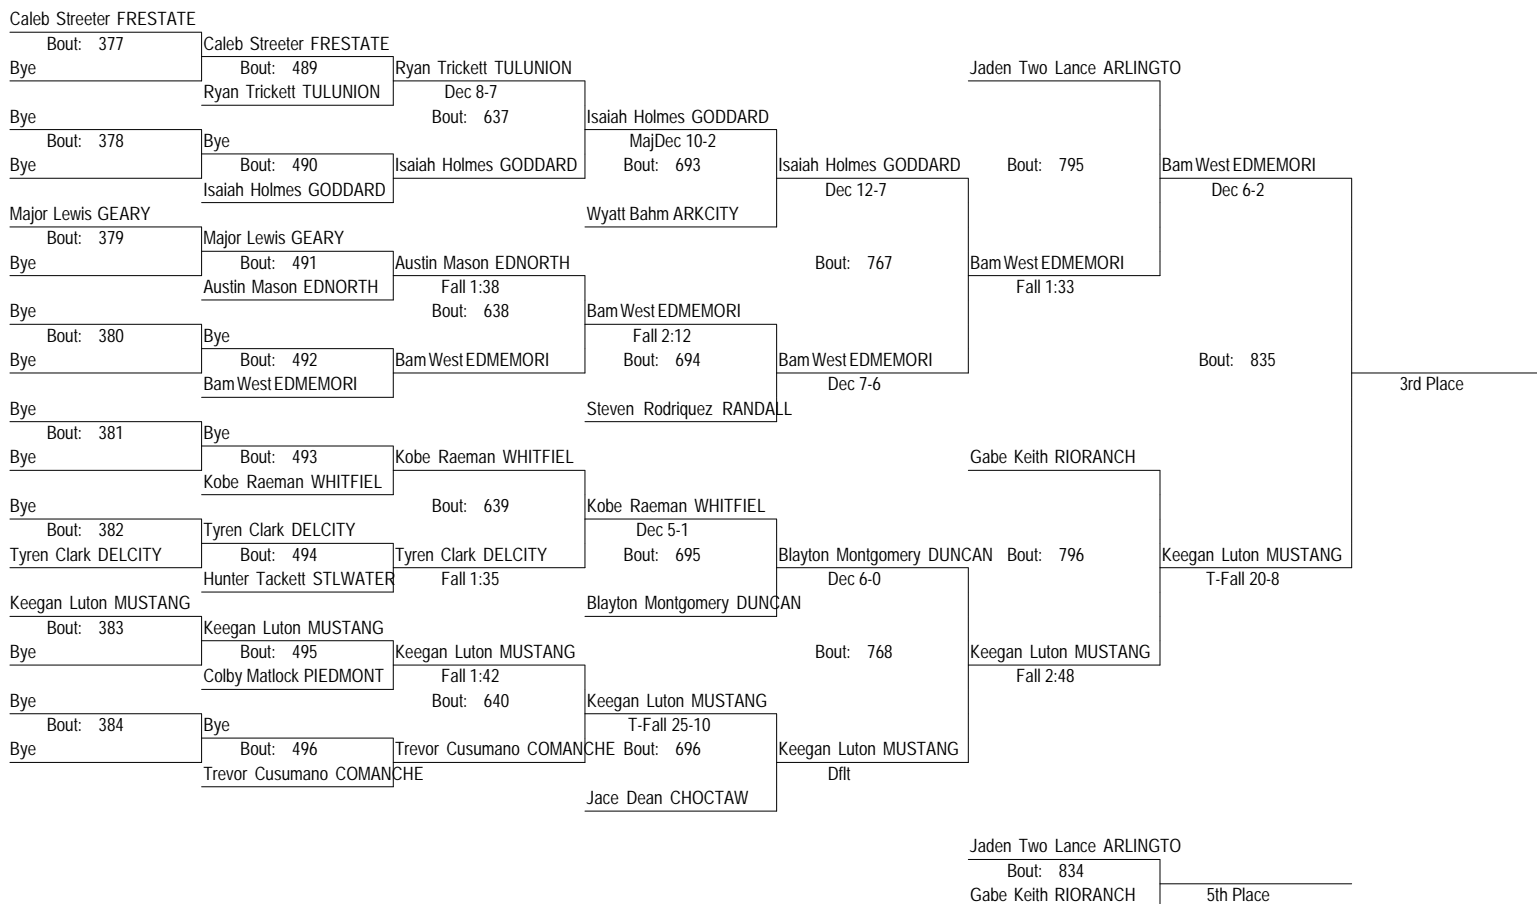 Caleb Streeter FRESTATE
Bout: 377
Bye
Bye
Bout: 378
Bye
Major Lewis GEARY
Bout: 379
Bye
Bye
Bout: 380
Bye
Bye
Bout: 381
Bye
Bye
Bout: 382
Tyren Clark DELCITY
Keegan Luton MUSTANG
Bout: 383
Bye
Bye
Bout: 384
Bye
Caleb Streeter FRESTATE
Bout: 489
Ryan Trickett TULUNION
Bye
Bout: 490
Isaiah Holmes GODDARD
Major Lewis GEARY
Bout: 491
Austin Mason EDNORTH
Bye
Bout: 492
Bam West EDMEMORI
Bye
Bout: 493
Kobe Raeman WHITFIEL
Tyren Clark DELCITY
Bout: 494
Hunter Tackett STLWATER
Keegan Luton MUSTANG
Bout: 495
Colby Matlock PIEDMONT
Bye
Bout: 496
Trevor Cusumano COMANCHE
Ryan Trickett TULUNION
Dec 8-7
Bout: 637
Isaiah Holmes GODDARD
Austin Mason EDNORTH
Fall 1:38
Bout: 638
Bam West EDMEMORI
Kobe Raeman WHITFIEL
Bout: 639
Tyren Clark DELCITY
Fall 1:35
Keegan Luton MUSTANG
Fall 1:42
Bout: 640
Trevor Cusumano COMANCHE
Isaiah Holmes GODDARD
MajDec 10-2
Bout: 693
Wyatt Bahm ARKCITY
Bam West EDMEMORI
Fall 2:12
Bout: 694
Steven Rodriquez RANDALL
Kobe Raeman WHITFIEL
Dec 5-1
Bout: 695
Blayton Montgomery DUNCAN
Keegan Luton MUSTANG
T-Fall 25-10
Bout: 696
Jace Dean CHOCTAW
Isaiah Holmes GODDARD
Dec 12-7
Bout: 767
Bam West EDMEMORI
Dec 7-6
Blayton Montgomery DUNCAN
Dec 6-0
Bout: 768
Keegan Luton MUSTANG
Dflt
Jaden Two Lance ARLINGTO
Bout: 795
Bam West EDMEMORI
Fall 1:33
Gabe Keith RIORANCH
Bout: 796
Keegan Luton MUSTANG
Fall 2:48
Bam West EDMEMORI
Dec 6-2
Bout: 835
Keegan Luton MUSTANG
T-Fall 20-8
3rd Place
Jaden Two Lance ARLINGTO
Bout: 834
Gabe Keith RIORANCH
5th Place